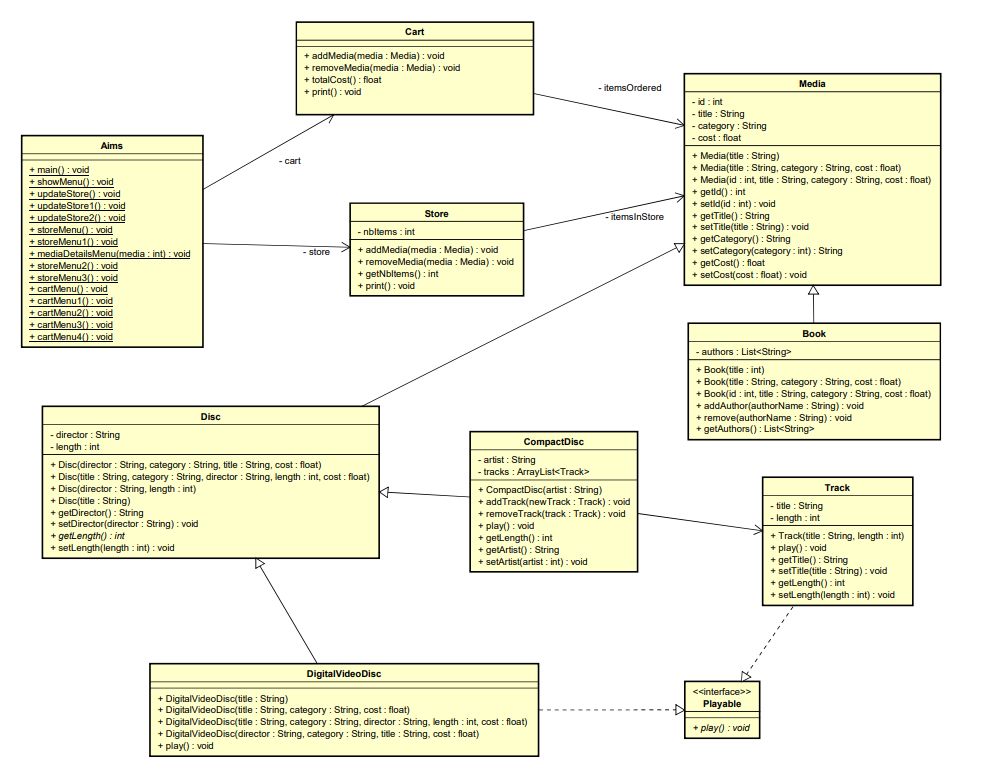 Cart
+ addMedia(media : Media) : void
+ removeMedia(media : Media) : void
+ totalCost() : float
+ print() : void
- itemsOrdered
Media
- id : int
- title : String
- category : String
- cost : float
+ Media(title : String)
+ Media(title : String, category : String, cost : float)
+ Media(id : int, title : String, category : String, cost : float)
+ getId() : int
+ setId(id : int) : void
+ getTitle() : String
+ setTitle(title : String) : void
+ getCategory() : String
+ setCategory(category : int) : String
+ getCost() : float
+ setCost(cost : float) : void
Aims
+ main() : void
+ showMenu() : void
+ updateStore() : void
+ updateStore1() : void
+ updateStore2() : void
+ storeMenu() : void
+ storeMenu1() : void
+ mediaDetailsMenu(media : int) : void
+ storeMenu2() : void
+ storeMenu3() : void
+ cartMenu() : void
+ cartMenu1() : void
+ cartMenu2() : void
+ cartMenu3() : void
+ cartMenu4() : void
- cart
- store
Store
- nbItems : int
+ addMedia(media : Media) : void
+ removeMedia(media : Media) : void
+ getNbItems() : int
+ print() : void
- itemsInStore
Book
- authors : List<String>
+ Book(title : int)
+ Book(title : String, category : String, cost : float)
+ Book(id : int, title : String, category : String, cost : float)
+ addAuthor(authorName : String) : void
+ remove(authorName : String) : void
+ getAuthors() : List<String>
Disc
- director : String
- length : int
+ Disc(director : String, category : String, title : String, cost : float)
+ Disc(title : String, category : String, director : String, length : int, cost : float)
+ Disc(director : String, length : int)
+ Disc(title : String)
+ getDirector() : String
+ setDirector(director : String) : void
+ getLength() : int
+ setLength(length : int) : void
CompactDisc
- artist : String
- tracks : ArrayList<Track>
+ CompactDisc(artist : String)
+ addTrack(newTrack : Track) : void
+ removeTrack(track : Track) : void
+ play() : void
+ getLength() : int
+ getArtist() : String
+ setArtist(artist : int) : void
Track
- title : String
- length : int
+ Track(title : String, length : int)
+ play() : void
+ getTitle() : String
+ setTitle(title : String) : void
+ getLength() : int
+ setLength(length : int) : void
DigitalVideoDisc
+ DigitalVideoDisc(title : String)
+ DigitalVideoDisc(title : String, category : String, cost : float)
+ DigitalVideoDisc(title : String, category : String, director : String, length : int, cost : float)
+ DigitalVideoDisc(director : String, category : String, title : String, cost : float)
+ play() : void
<<interface>>
Playable
+ play() : void